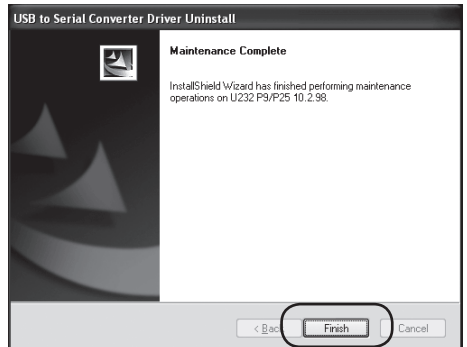 USB to Serial Converter Driver Uninstall
Maintenance Complete
InstallShield Wizard has finished performing maintenance
operations on U232 P9/P25 10.2.98.
< Back Finish Cancel